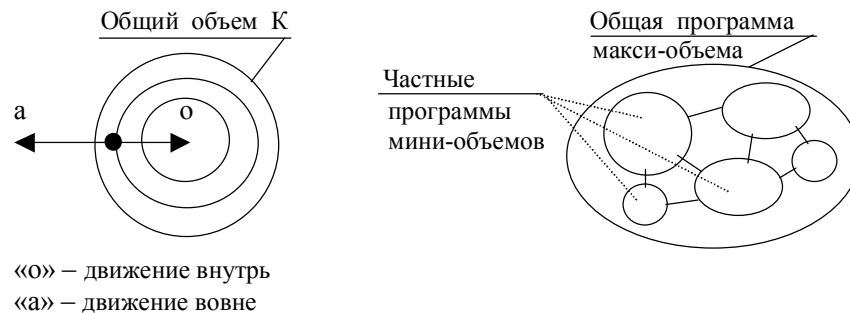 Общий объем К
а
о
«о» – движение внутрь
«а» – движение вовне
Общая программа
макси-объема
Частные
программы
мини-объемов